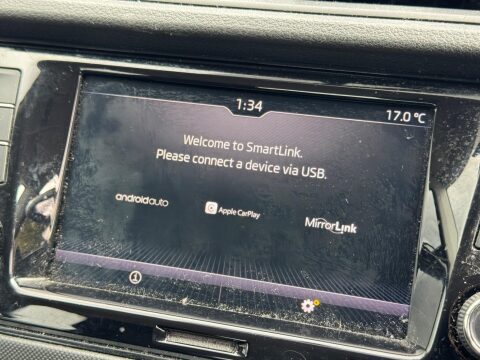 1:34
17.0 °C
Welcome to SmartLink.
Please connect a device via USB.
androidauto
Apple CarPlay
MirrorLink